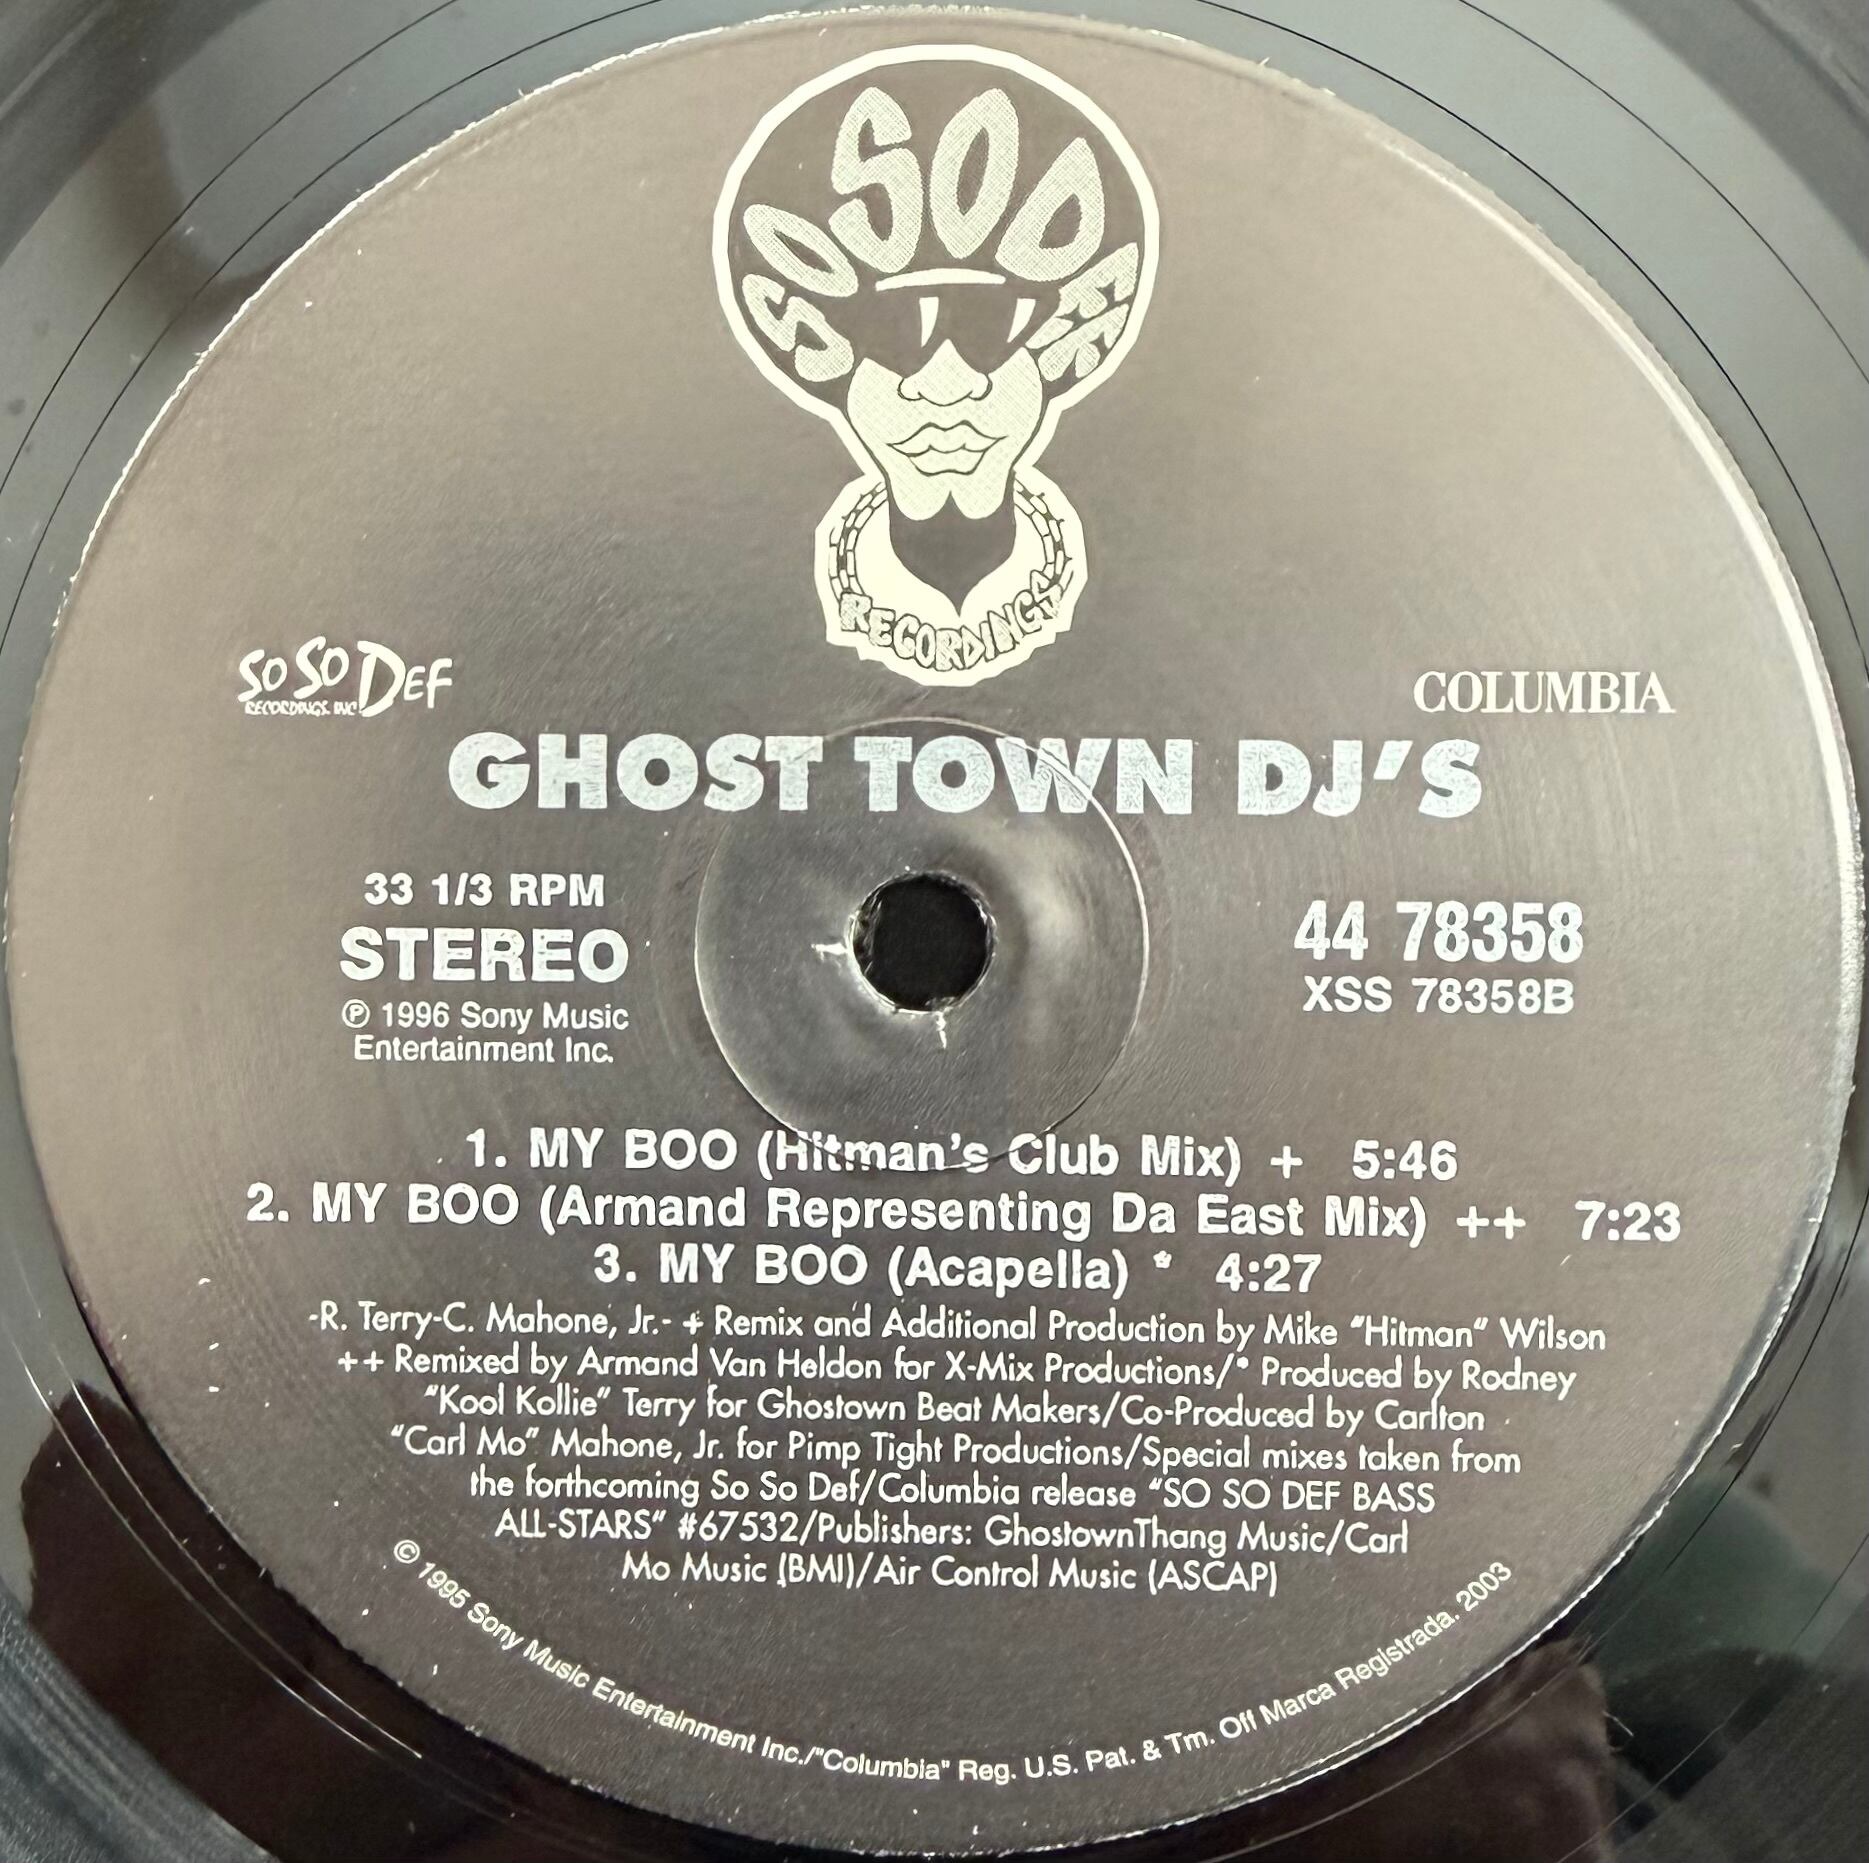 SO SO SO DEF
RECORDINGS
SO SO DEF
RECORDINGS. INC
COLUMBIA
GHOST TOWN DJ'S
33 1/3 RPM
STEREO
℗ 1996 Sony Music
Entertainment Inc.
44 78358
XSS 78358B
1. MY BOO (Hitman's Club Mix) + 5:46
2. MY BOO (Armand Representing Da East Mix) ++ 7:23
3. MY BOO (Acapella) * 4:27
-R. Terry-C. Mahone, Jr.- + Remix and Additional Production by Mike "Hitman" Wilson
++ Remixed by Armand Van Heldon for X-Mix Productions/* Produced by Rodney
"Kool Kollie" Terry for Ghostown Beat Makers/Co-Produced by Carlton
"Carl Mo" Mahone, Jr. for Pimp Tight Productions/Special mixes taken from
the forthcoming So So Def/Columbia release "SO SO DEF BASS
ALL-STARS" #67532/Publishers: GhostownThang Music/Carl
Mo Music (BMI)/Air Control Music (ASCAP)
© 1995 Sony Music Entertainment Inc./"Columbia" Reg. U.S. Pat. & Tm. Off Marca Registrada. 2003